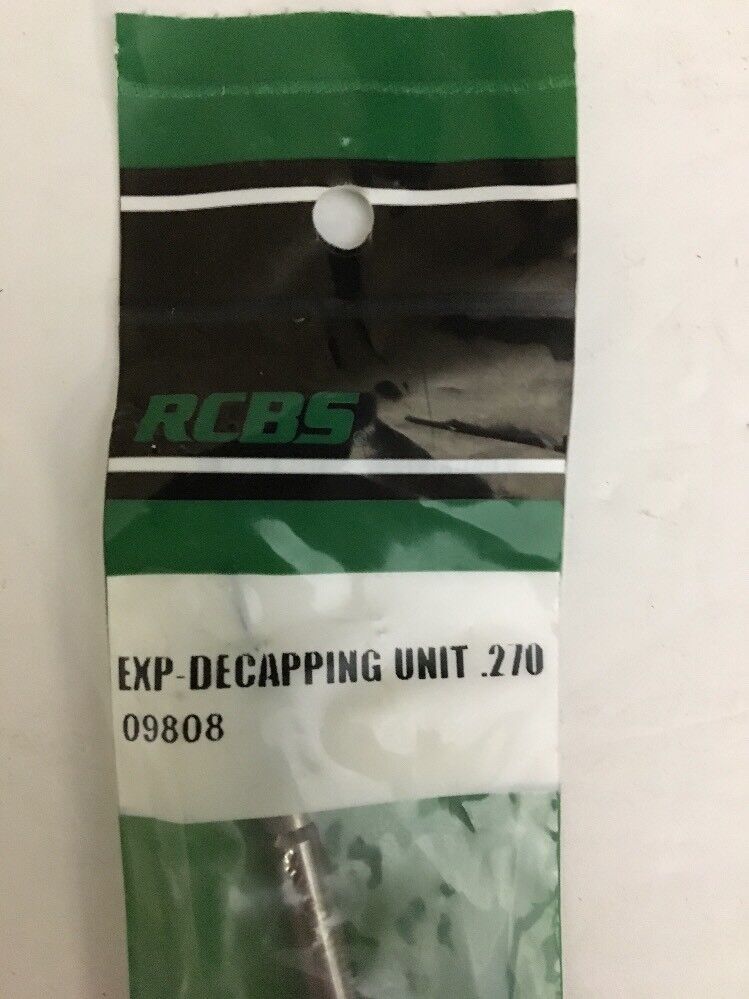 RCBS
EXP-DECAPPING UNIT .270
09808